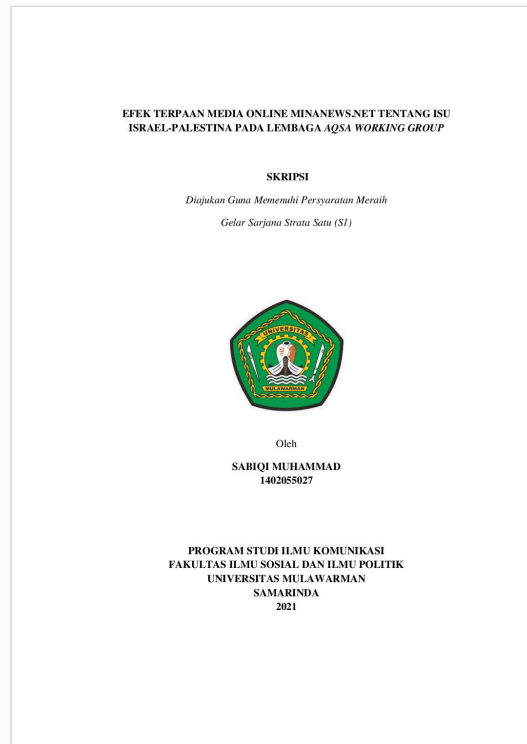 EFEK TERPAAN MEDIA ONLINE MINANEWS.NET TENTANG ISU
ISRAEL-PALESTINA PADA LEMBAGA AQSA WORKING GROUP
SKRIPSI
Diajukan Guna Memenuhi Persyaratan Meraih
Gelar Sarjana Strata Satu (S1)
UNIVERSITAS
MULAWARMAN
Oleh
SABIQI MUHAMMAD
1402055027
PROGRAM STUDI ILMU KOMUNIKASI
FAKULTAS ILMU SOSIAL DAN ILMU POLITIK
UNIVERSITAS MULAWARMAN
SAMARINDA
2021